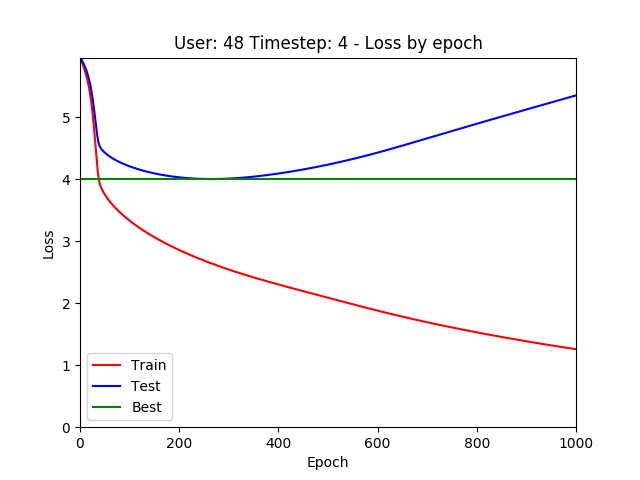 User: 48 Timestep: 4 - Loss by epoch
Loss
5
4
3
2
1
0
Train
Test
Best
0 200 400 600 800 1000
Epoch